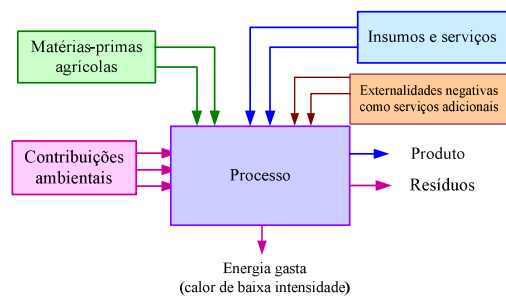 Matérias-primas
agrícolas
Insumos e serviços
Externalidades negativas
como serviços adicionais
Contribuições
ambientais
Processo
Produto
Resíduos
Energia gasta
(calor de baixa intensidade)